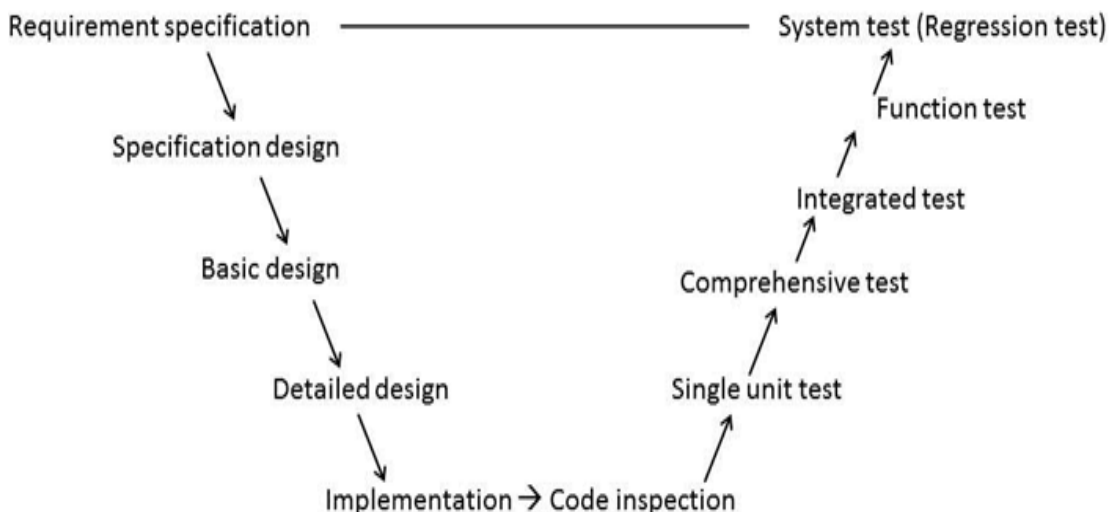 Requirement specification
System test (Regression test)
Function test
Specification design
Integrated test
Basic design
Comprehensive test
Detailed design
Single unit test
Implementation → Code inspection